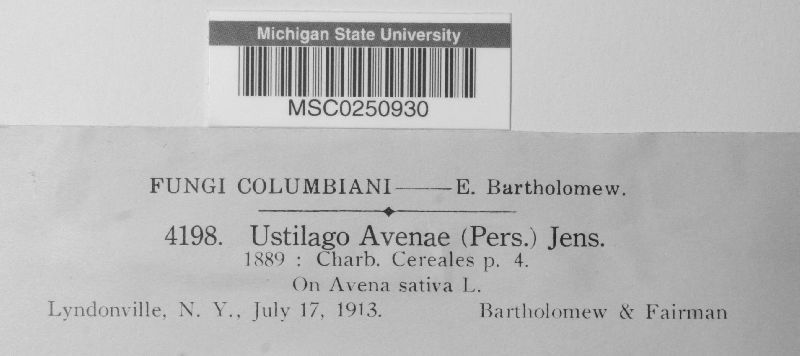 Michigan State University
MSC0250930
FUNGI COLUMBIANI——E. Bartholomew.
4198. Ustilago Avenae (Pers.) Jens.
1889 : Charb. Cereales p. 4.
On Avena sativa L.
Lyndonville, N. Y., July 17, 1913. Bartholomew & Fairman